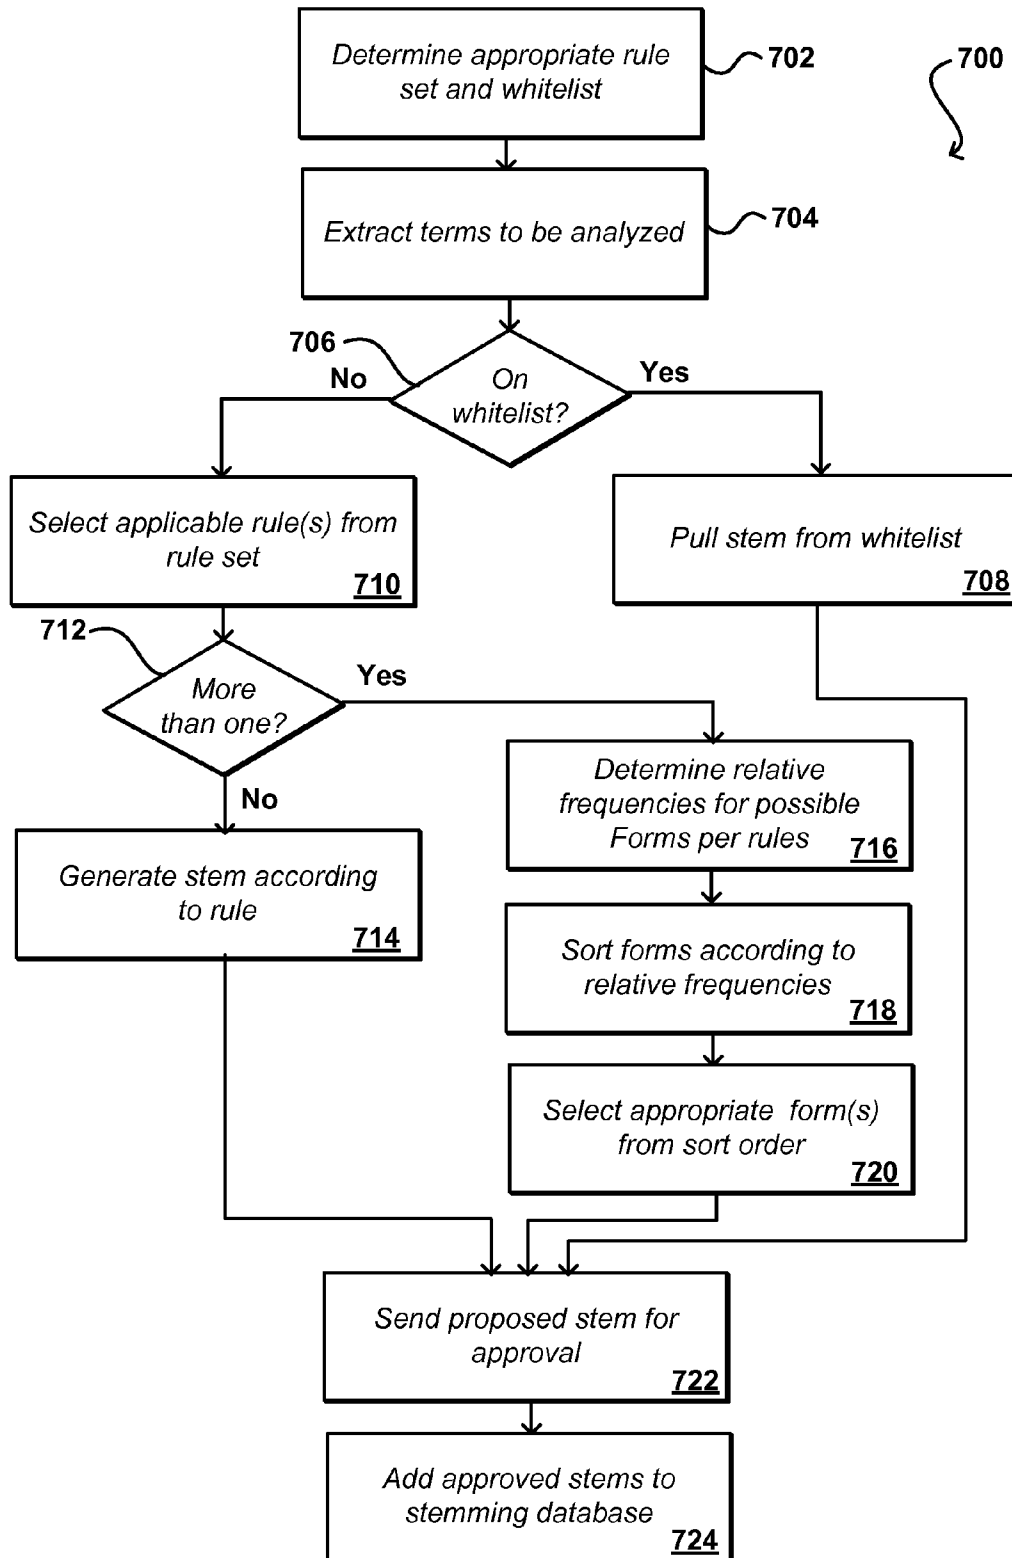 Determine appropriate rule
set and whitelist
702
700
Extract terms to be analyzed
704
706
No
On
whitelist?
Yes
Select applicable rule(s) from
rule set
710
Pull stem from whitelist
708
712
More
than one?
Yes
No
Determine relative
frequencies for possible
Forms per rules
716
Generate stem according
to rule
714
Sort forms according to
relative frequencies
718
Select appropriate form(s)
from sort order
720
Send proposed stem for
approval
722
Add approved stems to
stemming database
724